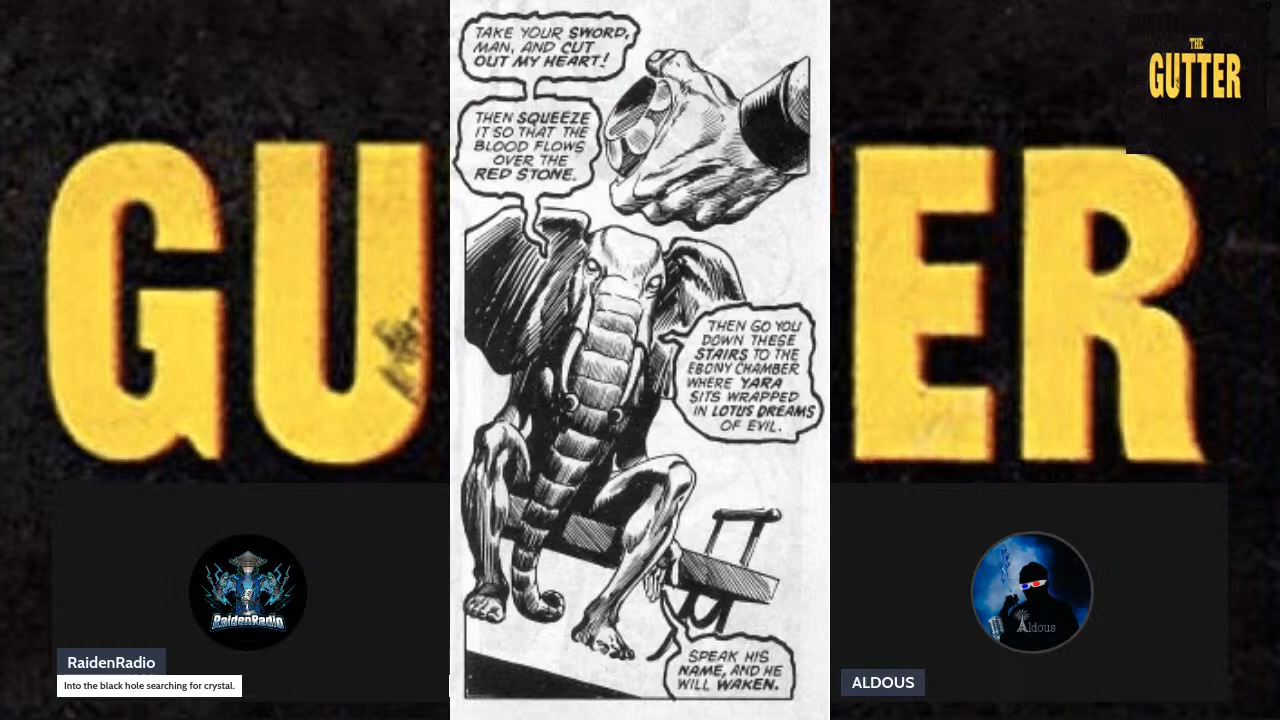 TAKE YOUR SWORD,
MAN, AND CUT
OUT MY HEART!
THEN SQUEEZE
IT SO THAT THE
BLOOD FLOWS
OVER THE
RED STONE.
THEN GO YOU
DOWN THESE
STAIRS TO THE
EBONY CHAMBER
WHERE YARA
SITS WRAPPED
IN LOTUS DREAMS
OF EVIL.
SPEAK HIS
NAME, AND HE
WILL WAKEN.
THE
GUTTER
GU
ER
RaidenRadio
RaidenRadio
Into the black hole searching for crystal.
Aldous
ALDOUS